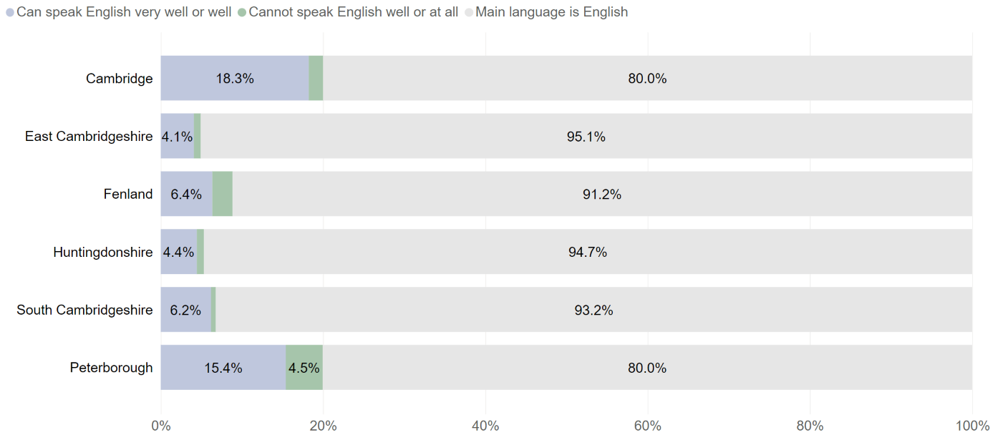 Can speak English very well or well Cannot speak English well or at all Main language is English
Cambridge 18.3% 80.0%
East Cambridgeshire 4.1% 95.1%
Fenland 6.4% 91.2%
Huntingdonshire 4.4% 94.7%
South Cambridgeshire 6.2% 93.2%
Peterborough 15.4% 4.5% 80.0%
0% 20% 40% 60% 80% 100%